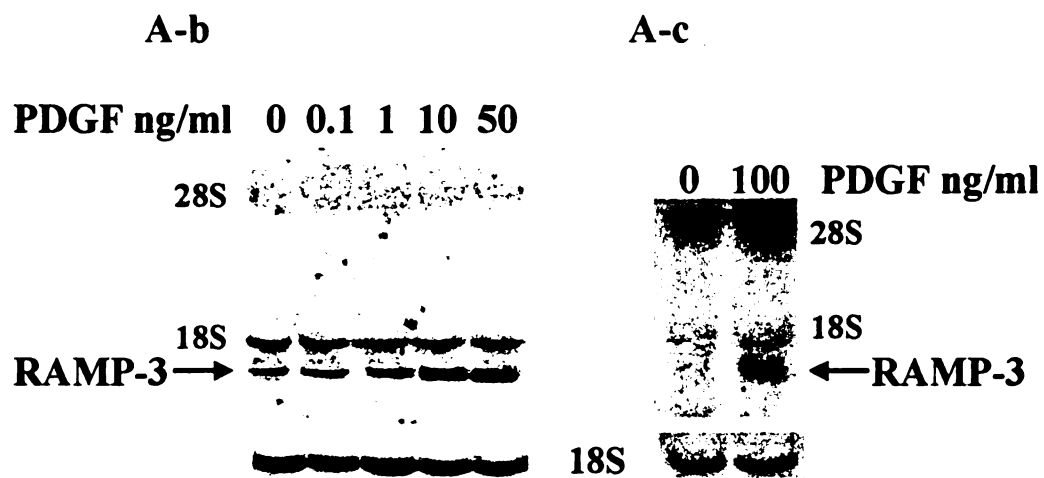 A-b
A-c
PDGF ng/ml 0 0.1 1 10 50
0 100 PDGF ng/ml
28S
28S
18S
18S
RAMP-3
RAMP-3
18S